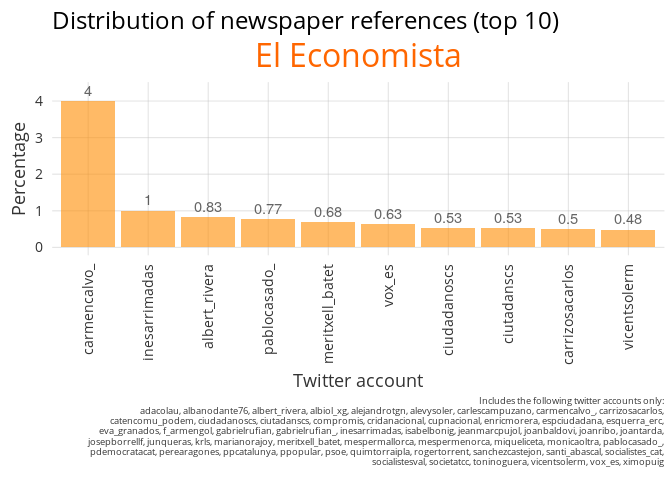 Distribution of newspaper references (top 10)
El Economista
Percentage
4
3
2
1
0
4
1
0.83
0.77
0.68
0.63
0.53
0.53
0.5
0.48
carmencalvo_
inesarrimadas
albert_rivera
pablocasado_
meritxell_batet
vox_es
ciudadanoscs
ciutadanscs
carrizosacarlos
vicentsolerm
Twitter account
Includes the following twitter accounts only:
adacolau, albanodante76, albert_rivera, albiol_xg, alejandrotgn, alevysoler, carlescampuzano, carmencalvo_, carrizosacarlos,
catencomu_podem, ciudadanoscs, ciutadanscs, compromis, cridanacional, cupnacional, enricmorera, espciudadana, esquerra_erc,
eva_granados, f_armengol, gabrielrufian, gabrielrufian_, inesarrimadas, isabelbonig, jeanmarcpujol, joanbaldovi, joanribo, joantarda,
josepborrellf, junqueras, krls, marianorajoy, meritxell_batet, mespermallorca, mespermenorca, miqueliceta, monicaoltra, pablocasado_,
pdemocratacat, perearagones, ppcatalunya, ppopular, psoe, quimtorraipla, rogertorrent, sanchezcastejon, santi_abascal, socialistes_cat,
socialistesval, societatcc, toninoguera, vicentsolerm, vox_es, ximopuig